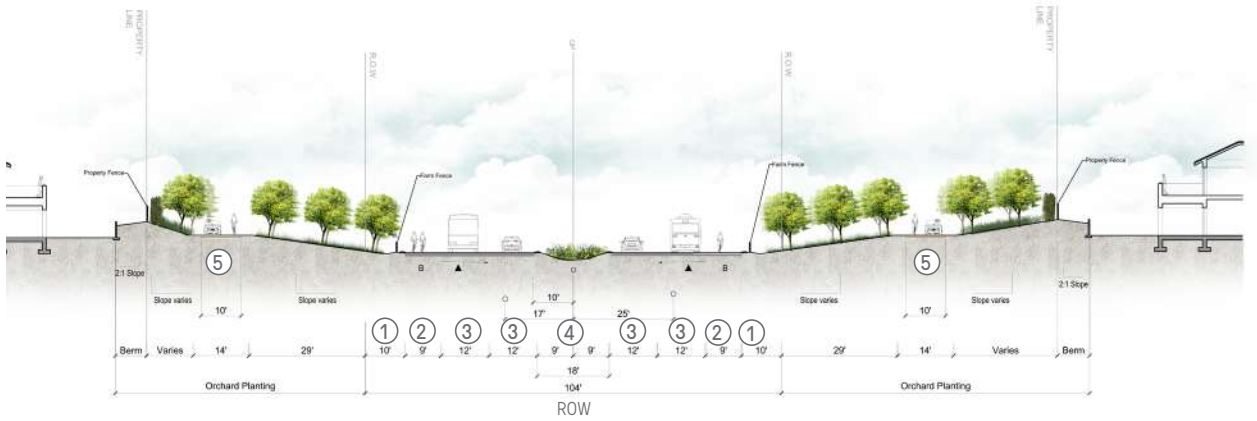 PROPERTY LINE
R.O.W
R.O.W
PROPERTY LINE
Property Fence
Farm Fence
Farm Fence
Property Fence
⑤
⑤
B
B
2:1 Slope
2:1 Slope
Slope varies
Slope varies
Slope varies
Slope varies
10'
10'
10'
17'
25'
① ② ③ ③ ④ ③ ③ ② ①
Berm Varies 14' 29' 10' 9' 12' 12' 9' 9' 12' 12' 9' 10' 29' 14' Varies Berm
18'
Orchard Planting 104' Orchard Planting
ROW